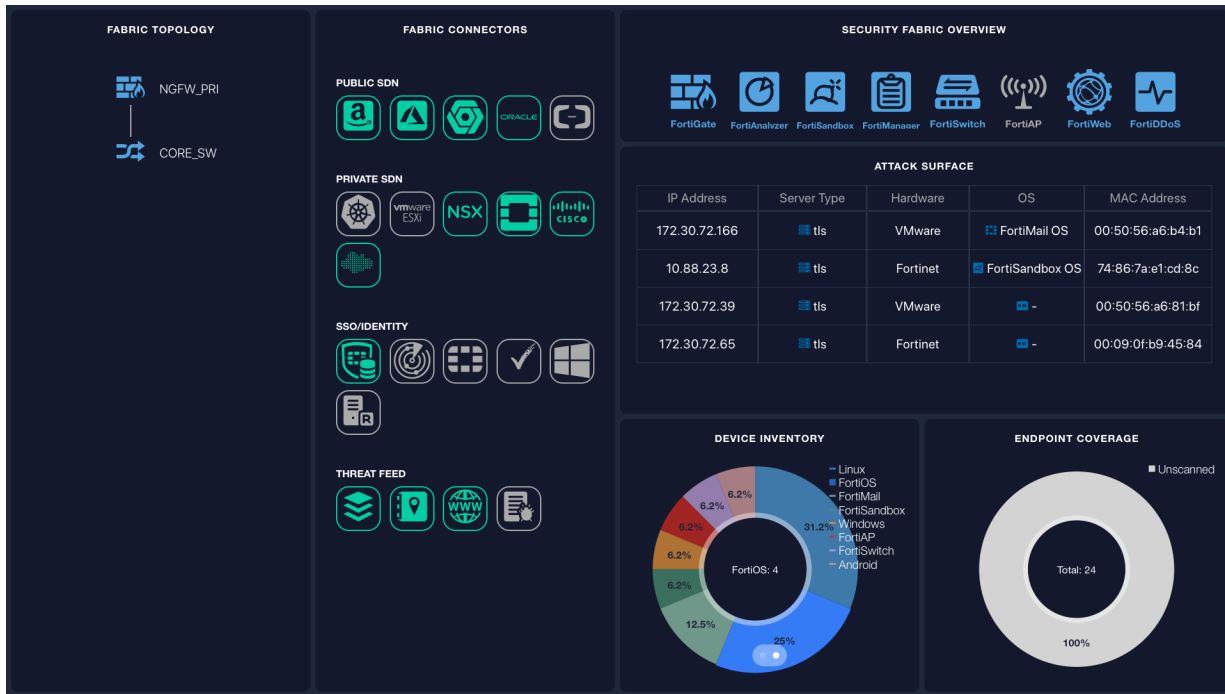 FABRIC TOPOLOGY
NGFW_PRI
CORE_SW
FABRIC CONNECTORS
PUBLIC SDN
a
ORACLE
PRIVATE SDN
vmware
ESXi
NSX
CISCO
SSO/IDENTITY
R
THREAT FEED
WWW
SECURITY FABRIC OVERVIEW
FortiGate FortiAnalyzer FortiSandbox FortiManager FortiSwitch FortiAP FortiWeb FortiDDoS
ATTACK SURFACE
IP Address Server Type Hardware OS MAC Address
172.30.72.166 tls VMware FortiMail OS 00:50:56:a6:b4:b1
10.88.23.8 tls Fortinet FortiSandbox OS 74:86:7a:e1:cd:8c
172.30.72.39 tls VMware - 00:50:56:a6:81:bf
172.30.72.65 tls Fortinet - 00:09:0f:b9:45:84
DEVICE INVENTORY
Linux
FortiOS
FortiMail
FortiSandbox
Windows
FortiAP
FortiSwitch
Android
31.2%
25%
12.5%
6.2%
6.2%
6.2%
6.2%
6.2%
FortiOS: 4
ENDPOINT COVERAGE
Unscanned
Total: 24
100%